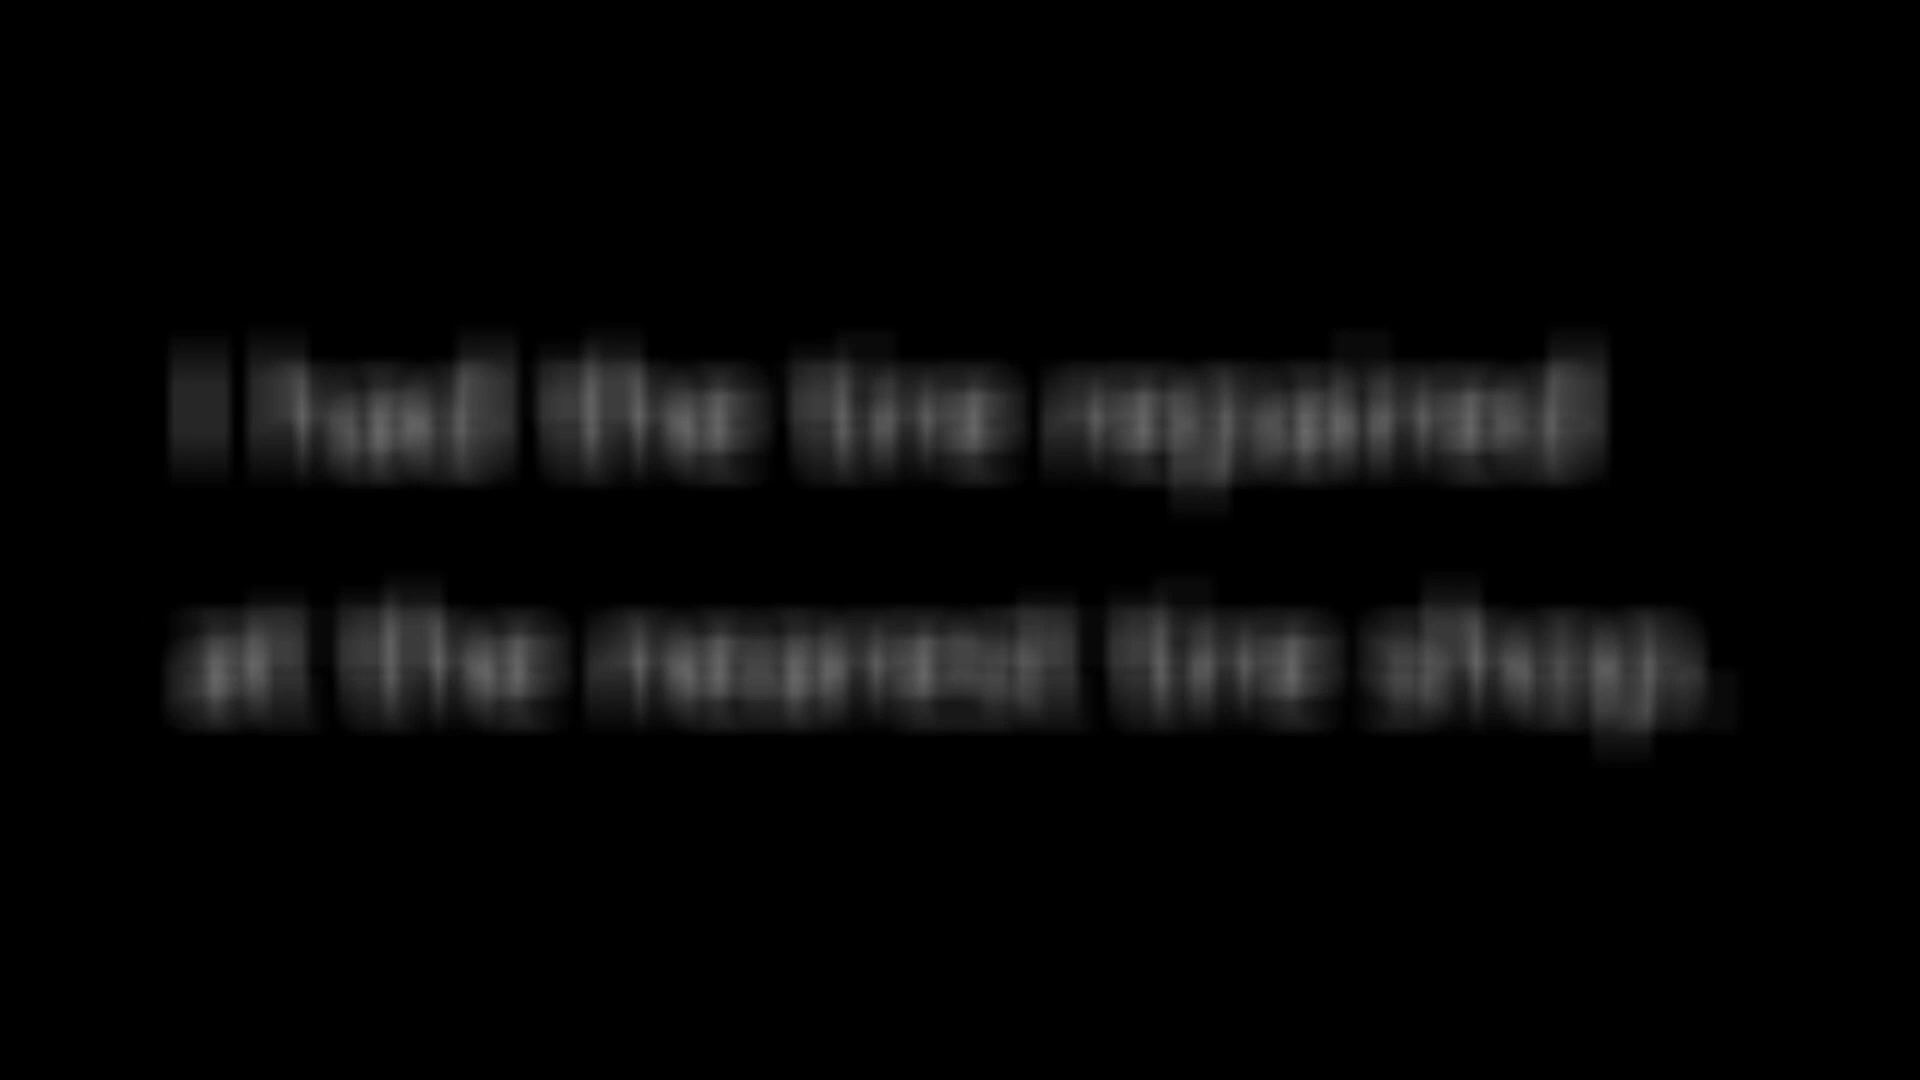 I had the tire repaired
at the nearest tire shop.